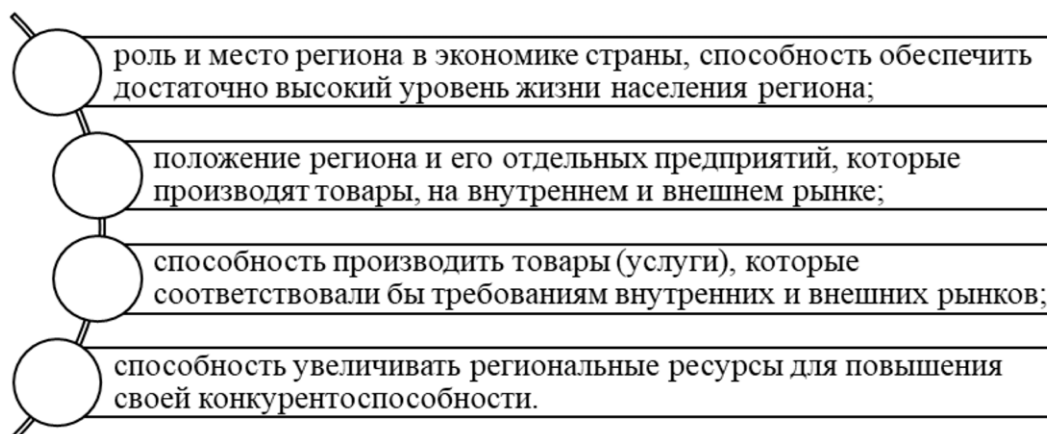 роль и место региона в экономике страны, способность обеспечить
достаточно высокий уровень жизни населения региона;
положение региона и его отдельных предприятий, которые
производят товары, на внутреннем и внешнем рынке;
способность производить товары (услуги), которые
соответствовали бы требованиям внутренних и внешних рынков;
способность увеличивать региональные ресурсы для повышения
своей конкурентоспособности.